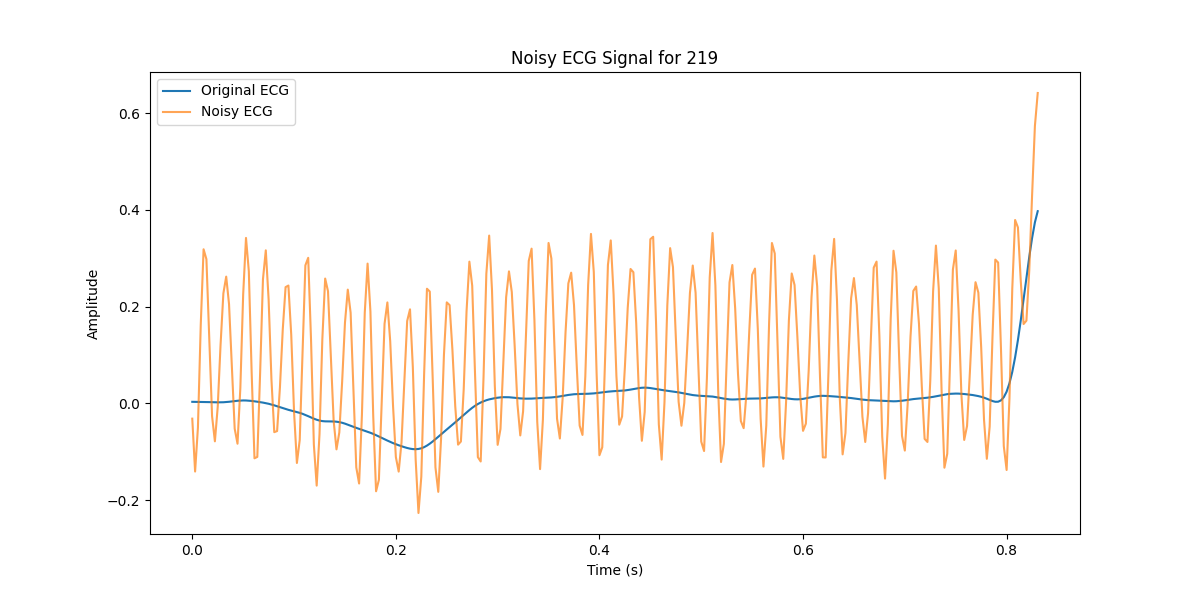 Noisy ECG Signal for 219
Original ECG
Noisy ECG
Amplitude
0.6
0.4
0.2
0.0
−0.2
0.0 0.2 0.4 0.6 0.8
Time (s)